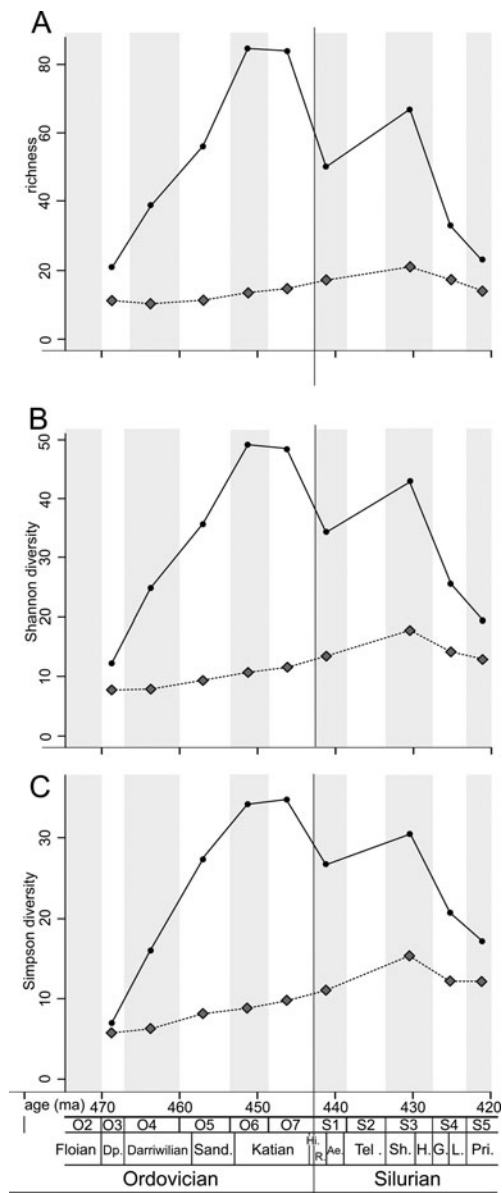 A
richness
80
60
40
20
0
B
Shannon diversity
50
40
30
20
10
0
C
Simpson diversity
30
20
10
0
age (ma) 470 460 450 440 430 420
O2 O3 O4 O5 O6 O7 S1 S2 S3 S4 S5
Floian Dp. Darriwilian Sand. Katian Hi. R. Ae. Tel . Sh. H. G. L. Pri.
Ordovician Silurian